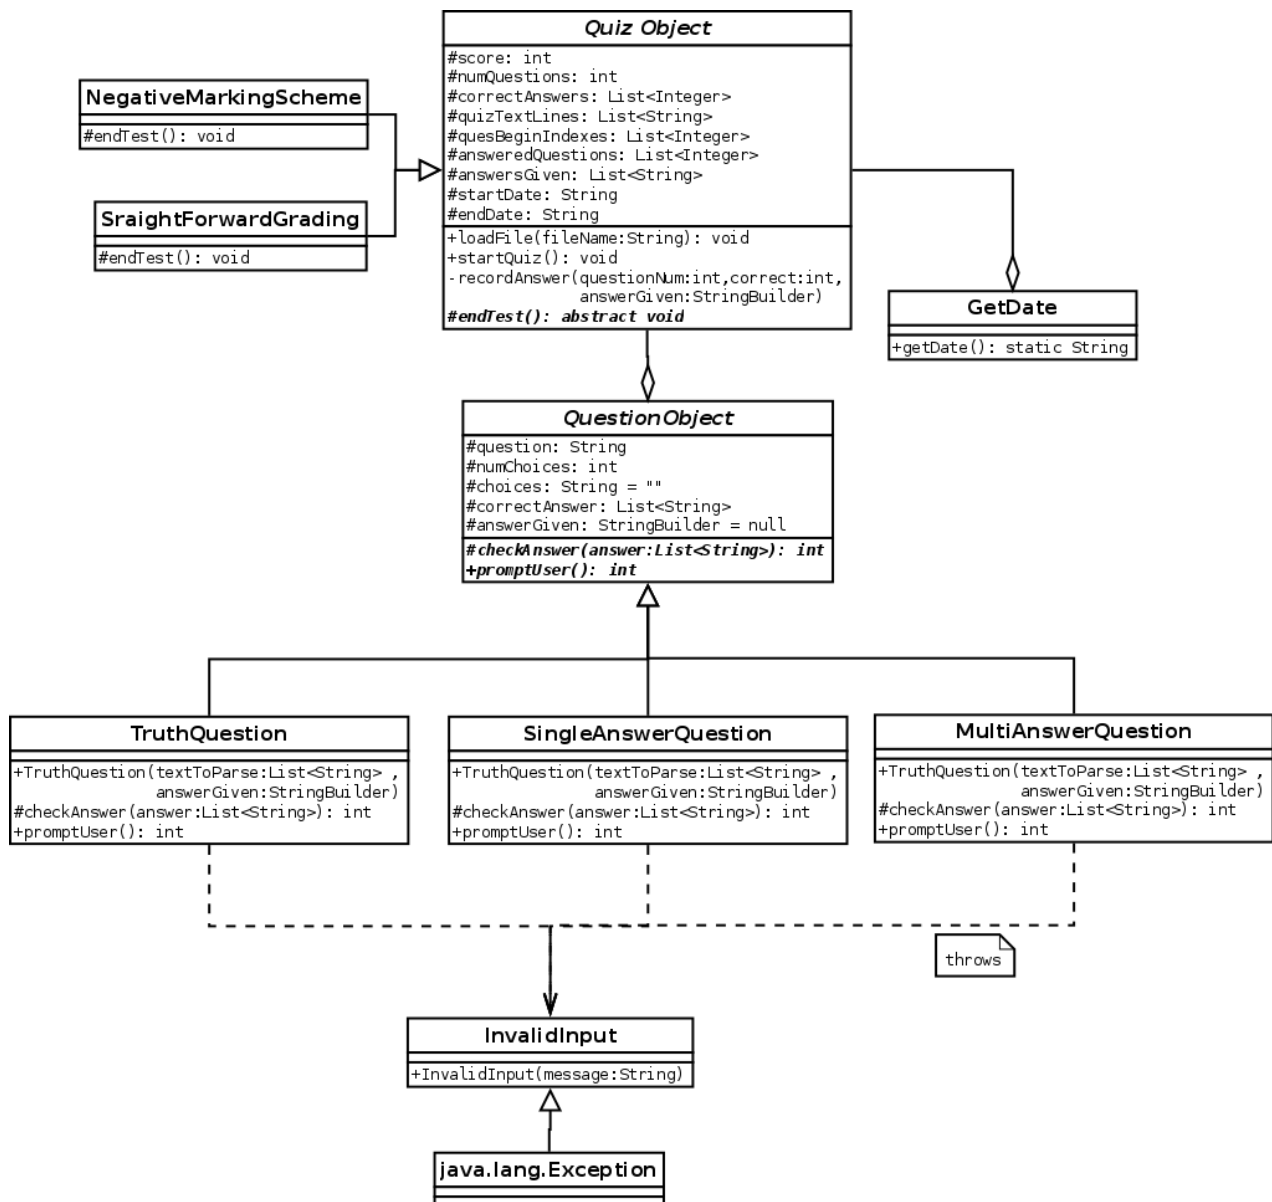 Quiz Object
#score: int
#numQuestions: int
#correctAnswers: List<Integer>
#quizTextLines: List<String>
#quesBeginIndexes: List<Integer>
#answeredQuestions: List<Integer>
#answersGiven: List<String>
#startDate: String
#endDate: String
+loadFile(fileName:String): void
+startQuiz(): void
-recordAnswer(questionNum:int,correct:int,
answerGiven:StringBuilder)
#endTest(): abstract void
NegativeMarkingScheme
#endTest(): void
SraightForwardGrading
#endTest(): void
GetDate
+getDate(): static String
QuestionObject
#question: String
#numChoices: int
#choices: String = ""
#correctAnswer: List<String>
#answerGiven: StringBuilder = null
#checkAnswer(answer:List<String>): int
+promptUser(): int
TruthQuestion
+TruthQuestion(textToParse:List<String> ,
answerGiven:StringBuilder)
#checkAnswer(answer:List<String>): int
+promptUser(): int
SingleAnswerQuestion
+TruthQuestion(textToParse:List<String> ,
answerGiven:StringBuilder)
#checkAnswer(answer:List<String>): int
+promptUser(): int
MultiAnswerQuestion
+TruthQuestion(textToParse:List<String> ,
answerGiven:StringBuilder)
#checkAnswer(answer:List<String>): int
+promptUser(): int
throws
InvalidInput
+InvalidInput(message:String)
java.lang.Exception